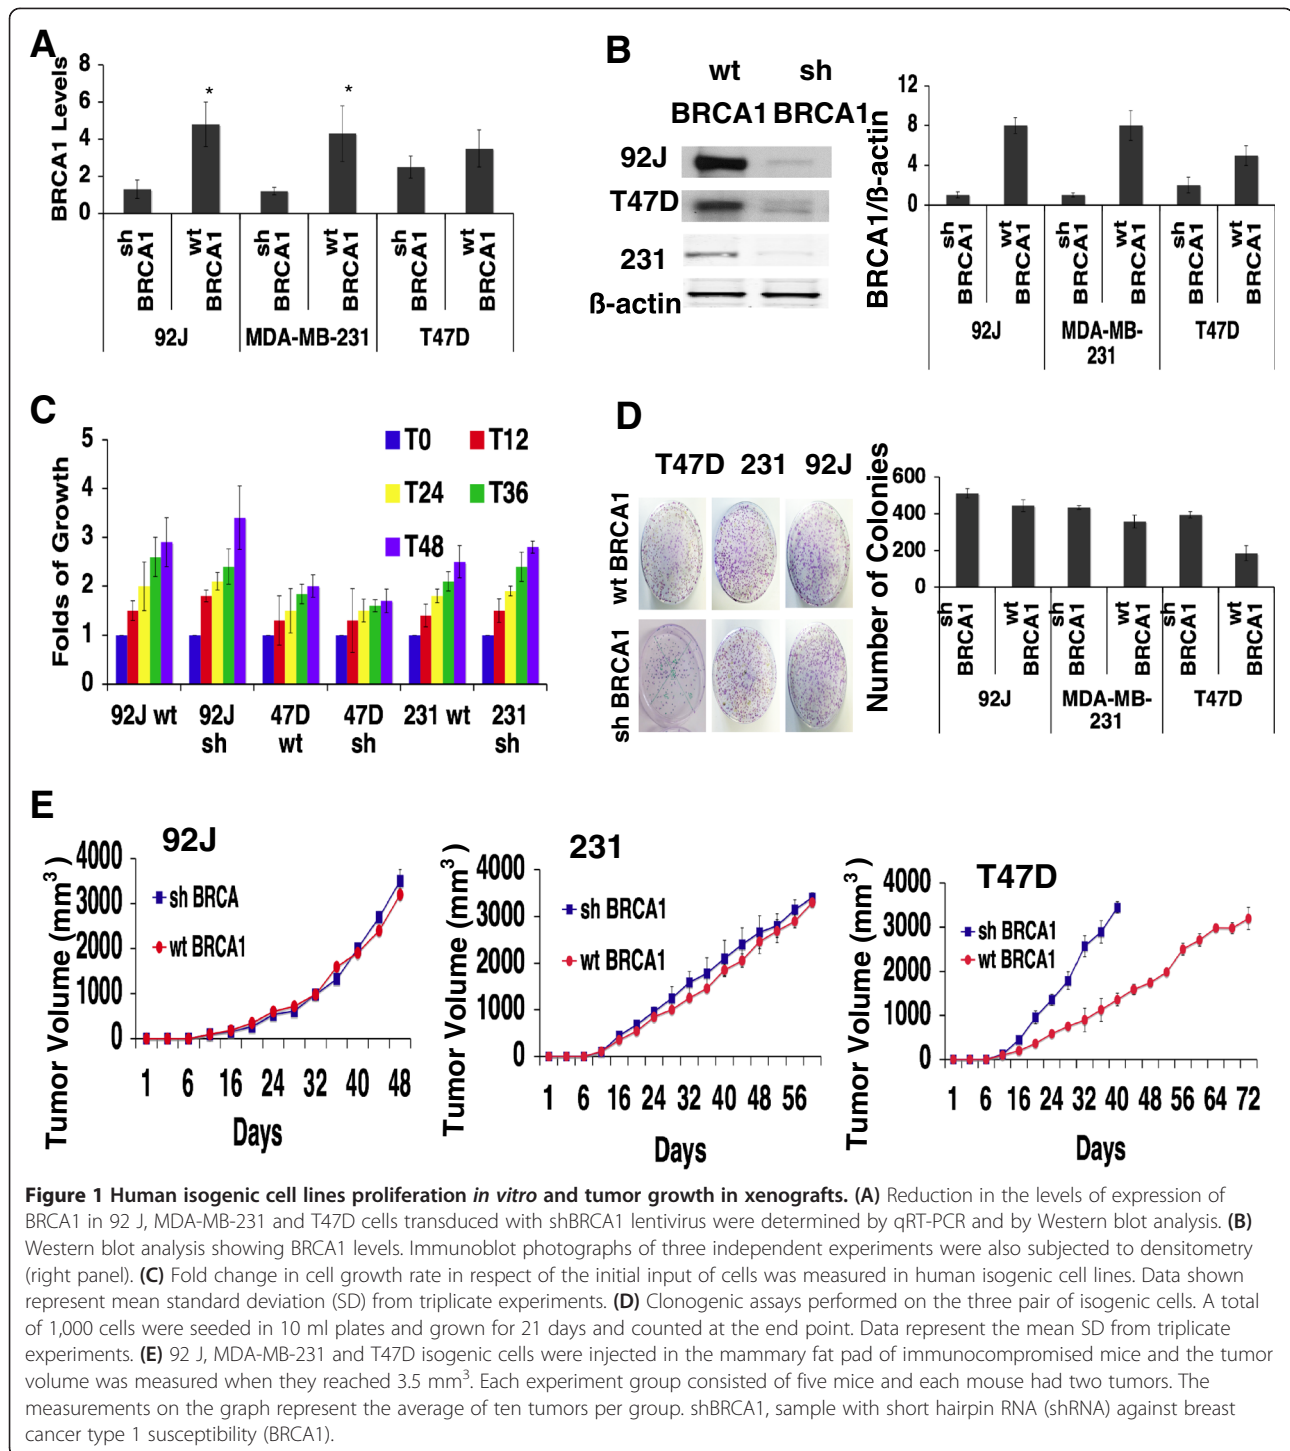 A
BRCA1 Levels
8
6
4
2
0
*
*
sh BRCA1
wt BRCA1
sh BRCA1
wt BRCA1
sh BRCA1
wt BRCA1
92J
MDA-MB-231
T47D
B
wt sh
BRCA1 BRCA1
92J
T47D
231
ß-actin
BRCA1/ß-actin
12
8
4
0
sh BRCA1
wt BRCA1
sh BRCA1
wt BRCA1
sh BRCA1
wt BRCA1
92J
MDA-MB-
231
T47D
C
Folds of Growth
5
4
3
2
1
0
T0 T12
T24 T36
T48
92J wt
92J
sh
47D
wt
47D
sh
231 wt
231
sh
D
T47D 231 92J
wt BRCA1
sh BRCA1
Number of Colonies
600
400
200
0
sh BRCA1
wt BRCA1
sh BRCA1
wt BRCA1
sh BRCA1
wt BRCA1
92J
MDA-MB-
231
T47D
E
92J
Tumor Volume (mm3 )
4000
3000
2000
1000
0
sh BRCA
wt BRCA1
1 6 16 24 32 40 48
Days
231
Tumor Volume (mm3 )
4000
3000
2000
1000
0
sh BRCA1
wt BRCA1
1 6 16 24 32 40 48 56
Days
T47D
Tumor Volume (mm3)
4000
3000
2000
1000
0
sh BRCA1
wt BRCA1
1 6 16 24 32 40 48 56 64 72
Days
Figure 1 Human isogenic cell lines proliferation in vitro and tumor growth in xenografts. (A) Reduction in the levels of expression of
BRCA1 in 92 J, MDA-MB-231 and T47D cells transduced with shBRCA1 lentivirus were determined by qRT-PCR and by Western blot analysis. (B)
Western blot analysis showing BRCA1 levels. Immunoblot photographs of three independent experiments were also subjected to densitometry
(right panel). (C) Fold change in cell growth rate in respect of the initial input of cells was measured in human isogenic cell lines. Data shown
represent mean standard deviation (SD) from triplicate experiments. (D) Clonogenic assays performed on the three pair of isogenic cells. A total
of 1,000 cells were seeded in 10 ml plates and grown for 21 days and counted at the end point. Data represent the mean SD from triplicate
experiments. (E) 92 J, MDA-MB-231 and T47D isogenic cells were injected in the mammary fat pad of immunocompromised mice and the tumor
volume was measured when they reached 3.5 mm3. Each experiment group consisted of five mice and each mouse had two tumors. The
measurements on the graph represent the average of ten tumors per group. shBRCA1, sample with short hairpin RNA (shRNA) against breast
cancer type 1 susceptibility (BRCA1).